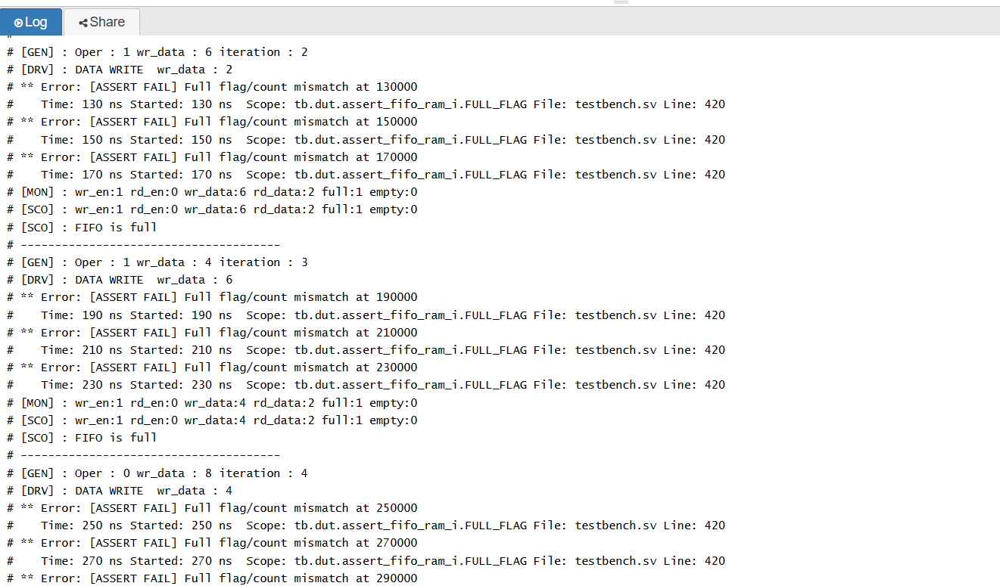 Log Share
#
# [GEN] : Oper : 1 wr_data : 6 iteration : 2
# [DRV] : DATA WRITE  wr_data : 2
# ** Error: [ASSERT FAIL] Full flag/count mismatch at 130000
#    Time: 130 ns Started: 130 ns  Scope: tb.dut.assert_fifo_ram_i.FULL_FLAG File: testbench.sv Line: 420
# ** Error: [ASSERT FAIL] Full flag/count mismatch at 150000
#    Time: 150 ns Started: 150 ns  Scope: tb.dut.assert_fifo_ram_i.FULL_FLAG File: testbench.sv Line: 420
# ** Error: [ASSERT FAIL] Full flag/count mismatch at 170000
#    Time: 170 ns Started: 170 ns  Scope: tb.dut.assert_fifo_ram_i.FULL_FLAG File: testbench.sv Line: 420
# [MON] : wr_en:1 rd_en:0 wr_data:6 rd_data:2 full:1 empty:0
# [SCO] : wr_en:1 rd_en:0 wr_data:6 rd_data:2 full:1 empty:0
# [SCO] : FIFO is full
# --------------------------------------
# [GEN] : Oper : 1 wr_data : 4 iteration : 3
# [DRV] : DATA WRITE  wr_data : 6
# ** Error: [ASSERT FAIL] Full flag/count mismatch at 190000
#    Time: 190 ns Started: 190 ns  Scope: tb.dut.assert_fifo_ram_i.FULL_FLAG File: testbench.sv Line: 420
# ** Error: [ASSERT FAIL] Full flag/count mismatch at 210000
#    Time: 210 ns Started: 210 ns  Scope: tb.dut.assert_fifo_ram_i.FULL_FLAG File: testbench.sv Line: 420
# ** Error: [ASSERT FAIL] Full flag/count mismatch at 230000
#    Time: 230 ns Started: 230 ns  Scope: tb.dut.assert_fifo_ram_i.FULL_FLAG File: testbench.sv Line: 420
# [MON] : wr_en:1 rd_en:0 wr_data:4 rd_data:2 full:1 empty:0
# [SCO] : wr_en:1 rd_en:0 wr_data:4 rd_data:2 full:1 empty:0
# [SCO] : FIFO is full
# --------------------------------------
# [GEN] : Oper : 0 wr_data : 8 iteration : 4
# [DRV] : DATA WRITE  wr_data : 4
# ** Error: [ASSERT FAIL] Full flag/count mismatch at 250000
#    Time: 250 ns Started: 250 ns  Scope: tb.dut.assert_fifo_ram_i.FULL_FLAG File: testbench.sv Line: 420
# ** Error: [ASSERT FAIL] Full flag/count mismatch at 270000
#    Time: 270 ns Started: 270 ns  Scope: tb.dut.assert_fifo_ram_i.FULL_FLAG File: testbench.sv Line: 420
# ** Error: [ASSERT FAIL] Full flag/count mismatch at 290000